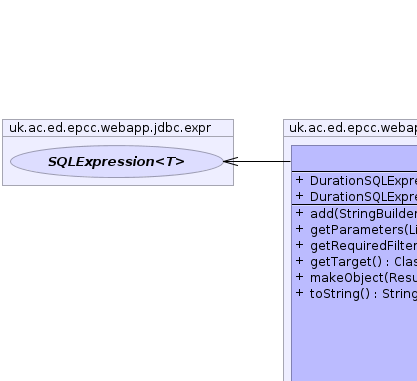 uk.ac.ed.epcc.webapp.jdbc.expr
SQLExpression<T>
uk.ac.ed.epcc.webap
+ DurationSQLExpre
+ DurationSQLExpre
+ add(StringBuilder
+ getParameters(Li
+ getRequiredFilter
+ getTarget() : Clas
+ makeObject(Resu
+ toString() : String